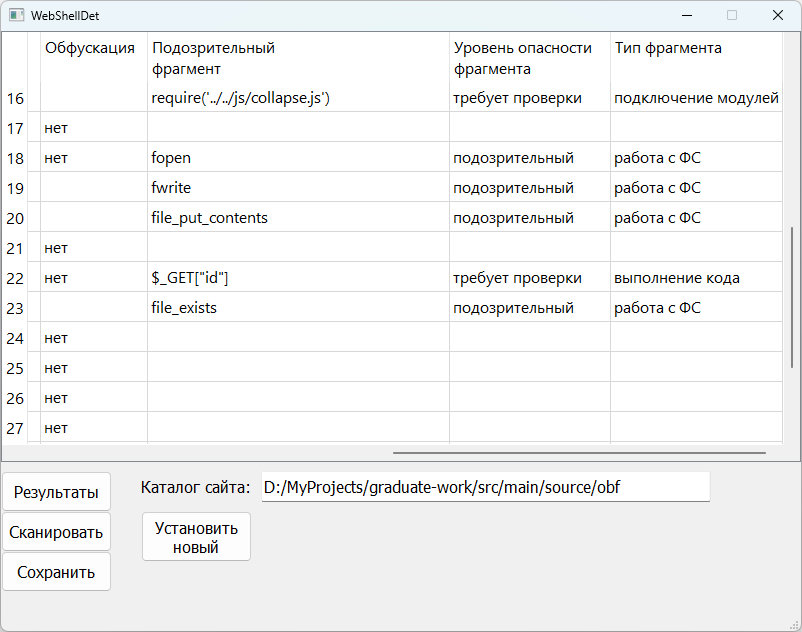 WebShellDet
Обфускация Подозрительный фрагмент Уровень опасности фрагмента Тип фрагмента
16 require('../../js/collapse.js') требует проверки подключение модулей
17 нет
18 нет fopen подозрительный работа с ФС
19 fwrite подозрительный работа с ФС
20 file_put_contents подозрительный работа с ФС
21 нет
22 нет $_GET["id"] требует проверки выполнение кода
23 file_exists подозрительный работа с ФС
24 нет
25 нет
26 нет
27 нет
Результаты
Каталог сайта: D:/MyProjects/graduate-work/src/main/source/obf
Сканировать
Установить
новый
Сохранить